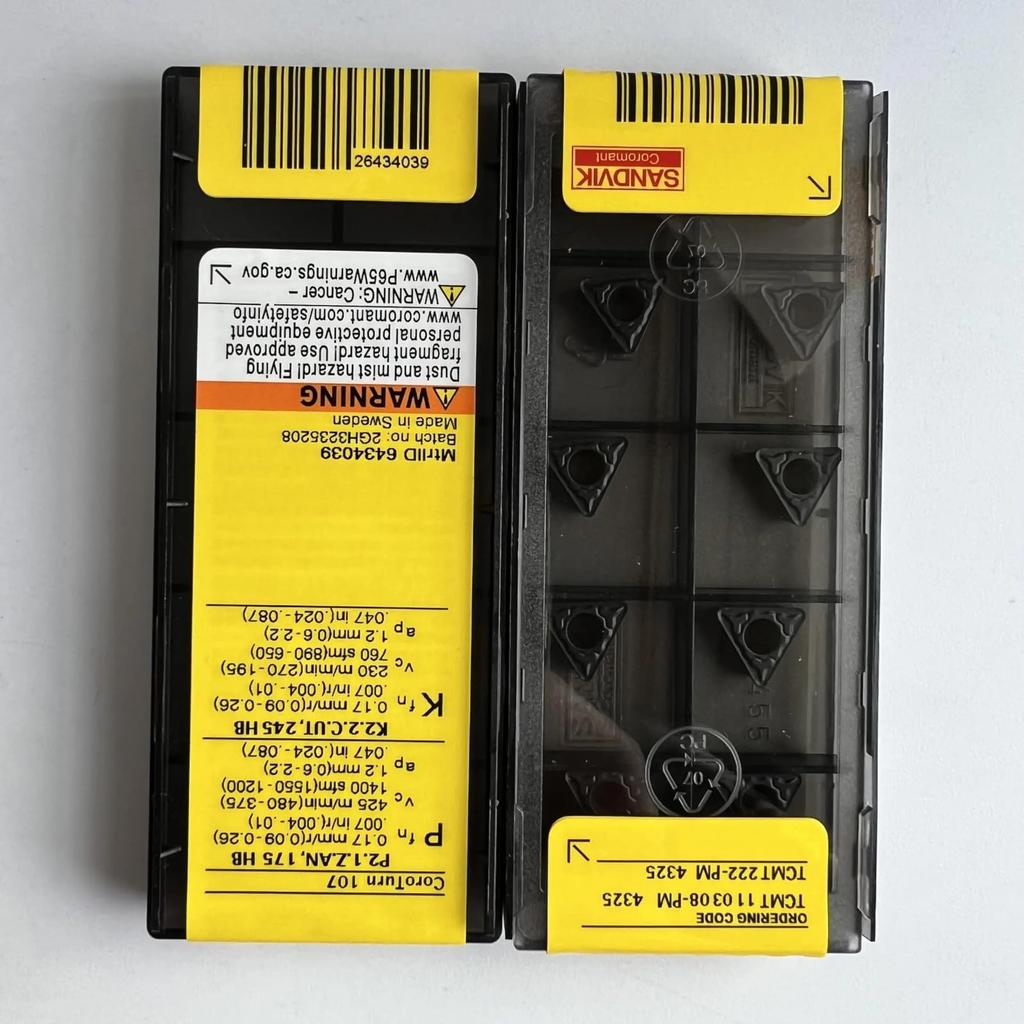 CoroTurn 107
P2.1.Z.AN, 175 HB
P fn 0.17 mm/r(0.09-0.26)
.007 in/r(.004-.01)
vc 425 m/min(480-375)
1400 sfm(1550-1200)
ap 1.2 mm(0.6-2.2)
.047 in(.024-.087)
K2.2.C.UT, 245 HB
K fn 0.17 mm/r(0.09-0.26)
.007 in/r(.004-.01)
vc 230 m/min(270-195)
760 sfm(890-650)
ap 1.2 mm(0.6-2.2)
.047 in(.024-.087)
MtrlID 6434039
Batch no: 2GH3235208
Made in Sweden
WARNING
Dust and mist hazard! Flying
fragment hazard! Use approved
personal protective equipment
www.coromant.com/safetyinfo
WARNING: Cancer –
www.P65Warnings.ca.gov
26434039
ORDERING CODE
TCMT 11 03 08-PM 4325
TCMT 222-PM 4325
PC
07
455
PC
07
SANDVIK
Coromant